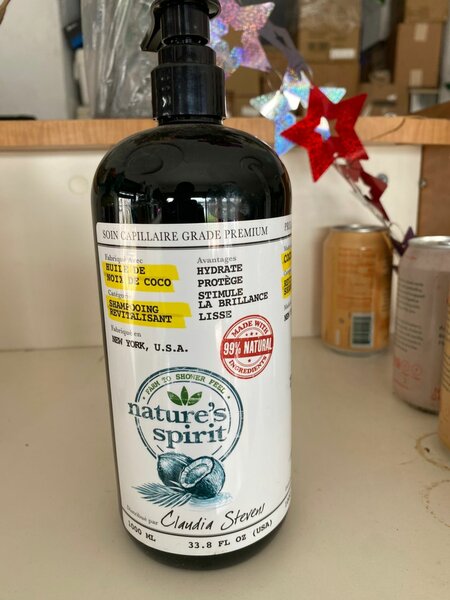 SOIN CAPILLAIRE GRADE PREMIUM
Fabriqué Avec
HUILE DE
NOIX DE COCO
Catégorie
SHAMPOOING
REVITALISANT
Fabriqué en
NEW YORK, U.S.A.
Avantages
HYDRATE
PROTÈGE
STIMULE
LA BRILLANCE
LISSE
MADE WITH
99% NATURAL
INGREDIENTS
FARM TO SHOWER FEEL
nature's
spirit
Distribué par Claudia Stevens
1000 ML 33.8 FL OZ (USA)